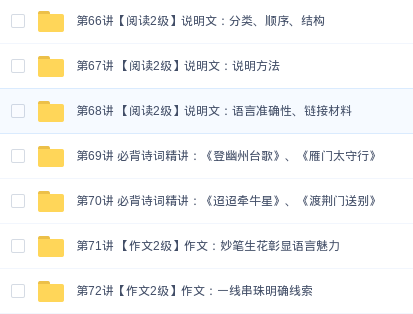 第66讲【阅读2级】说明文：分类、顺序、结构
第67讲 【阅读2级】说明文：说明方法
第68讲 【阅读2级】说明文：语言准确性、链接材料
第69讲 必背诗词精讲：《登幽州台歌》、《雁门太守行》
第70讲 必背诗词精讲：《迢迢牵牛星》、《渡荆门送别》
第71讲 【作文2级】作文：妙笔生花彰显语言魅力
第72讲【作文2级】作文：一线串珠明确线索